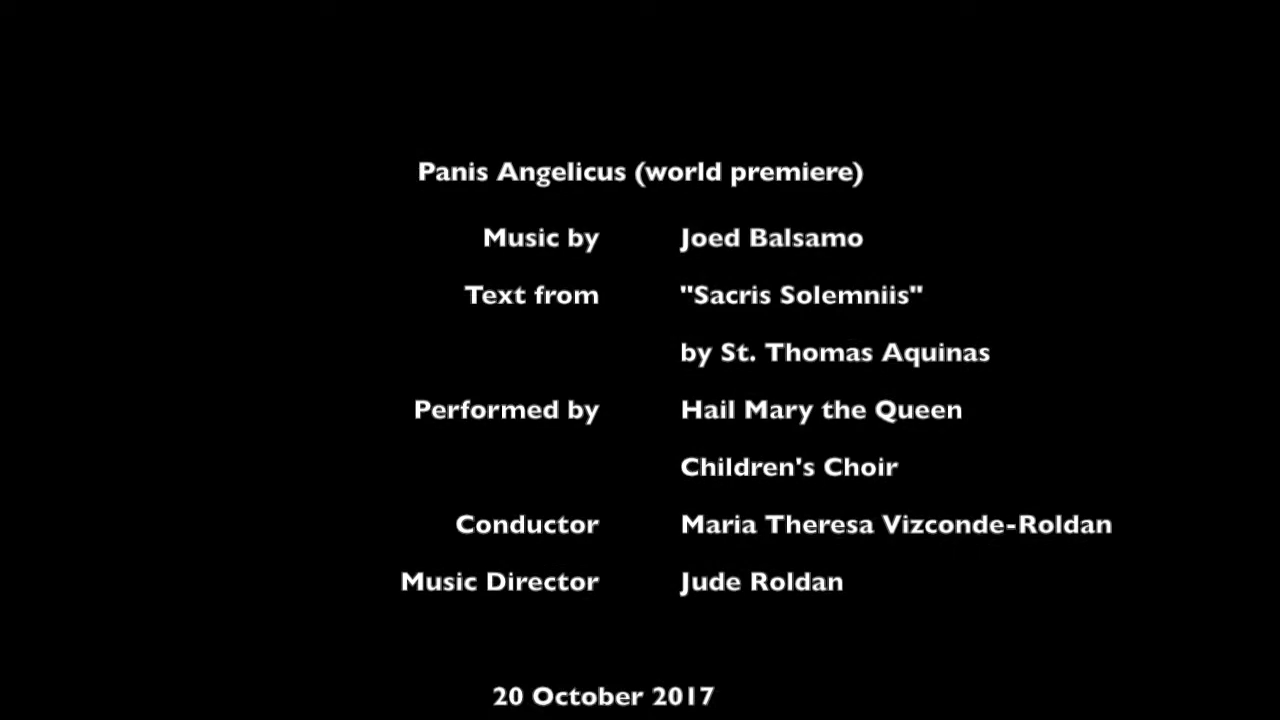 Panis Angelicus (world premiere)
Music by Joed Balsamo
Text from "Sacris Solemniis"
by St. Thomas Aquinas
Performed by Hail Mary the Queen
Children's Choir
Conductor Maria Theresa Vizconde-Roldan
Music Director Jude Roldan
20 October 2017